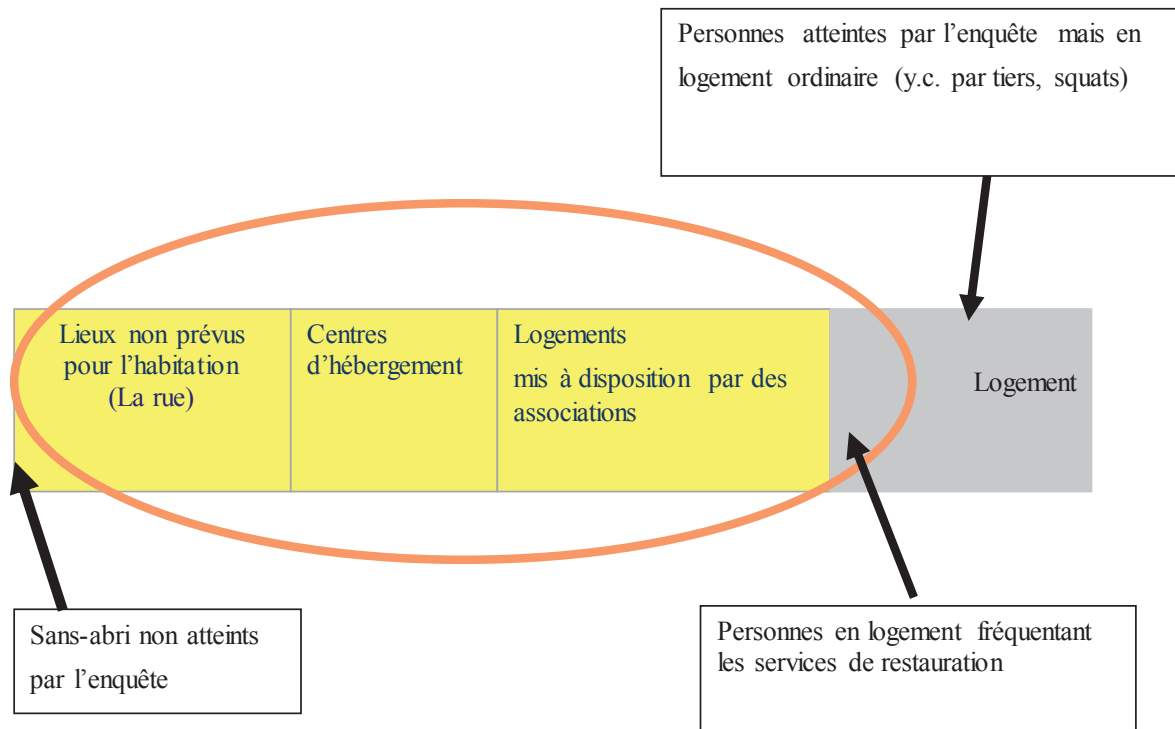 Personnes atteintes par l'enquête mais en
logement ordinaire (y.c. par tiers, squats)
Lieux non prévus
pour l'habitation
(La rue)
Centres
d'hébergement
Logements
mis à disposition par des
associations
Logement
Sans-abri non atteints
par l'enquête
Personnes en logement fréquentant
les services de restauration